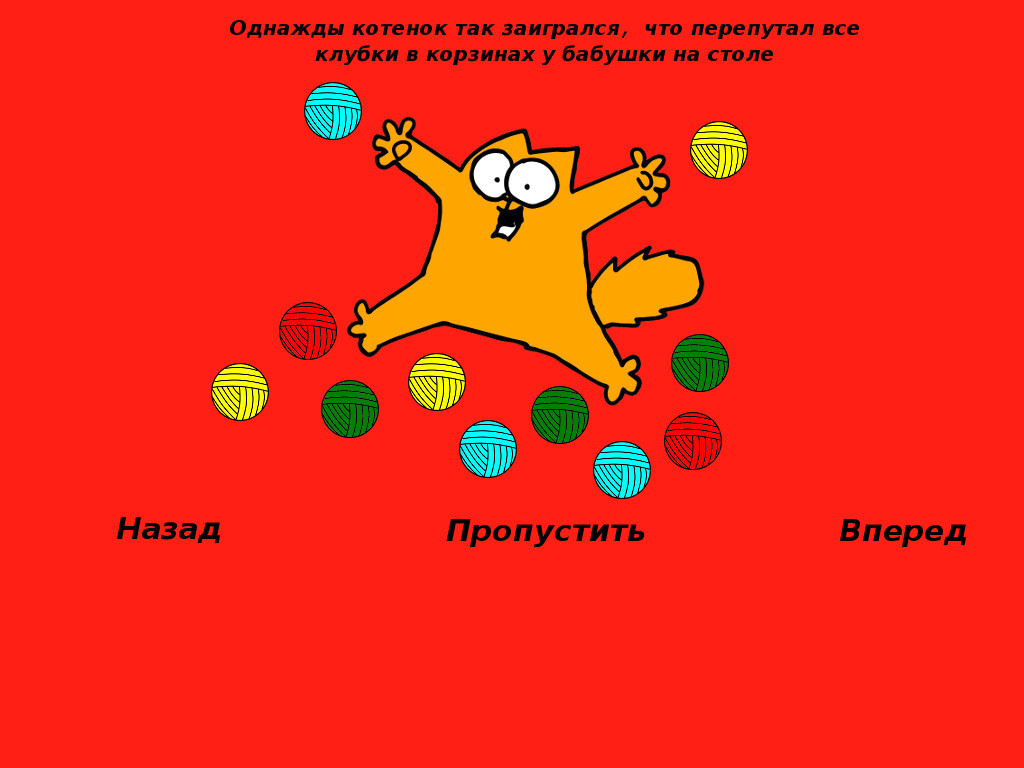 Однажды котенок так заигрался, что перепутал все
клубки в корзинах у бабушки на столе
Назад
Пропустить
Вперед